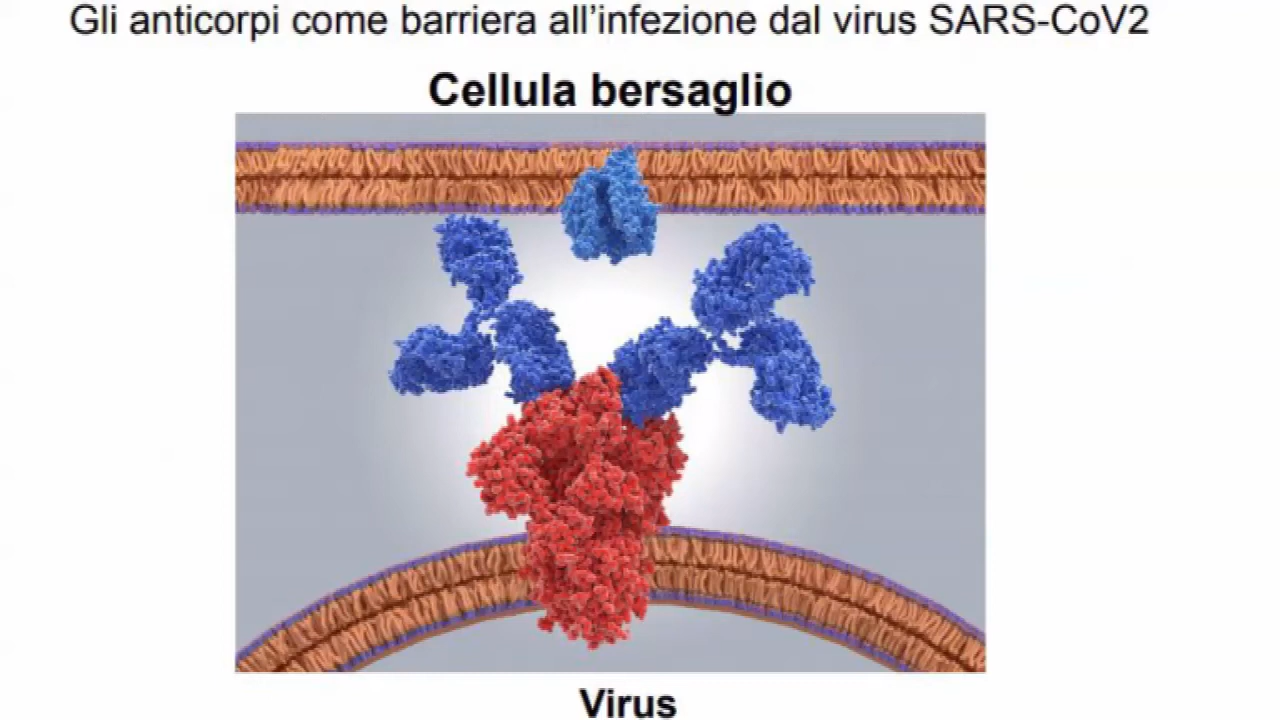 Gli anticorpi come barriera all’infezione dal virus SARS-CoV2
Cellula bersaglio
Virus